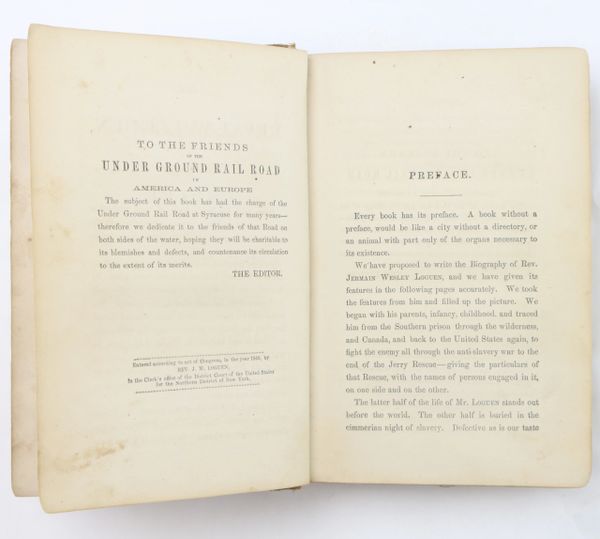 TO THE FRIENDS
OF THE
UNDER GROUND RAIL ROAD
IN
AMERICA AND EUROPE
The subject of this book has had the charge of the
Under Ground Rail Road at Syracuse for many years—
therefore we dedicate it to the friends of that Road on
both sides of the water, hoping they will be charitable to
its blemishes and defects, and countenance its circulation
to the extent of its merits.
THE EDITOR.
Entered according to act of Congress, in the year by
REV. J. W. LOGUEN,
In the Clerk's office of the District Court of the United States
for the Northern District of New York.
PREFACE.
Every book has its preface. A book without a
preface, would be like a city without a directory, or
an animal with part only of the organs necessary to
its existence.
We have proposed to write the Biography of Rev.
JERMAIN WESLEY LOGUEN, and we have given its
features in the following pages accurately. We took
the features from him and filled up the picture. We
began with his parents, infancy, childhood, and traced
him from the Southern prison through the wilderness,
and Canada, and back to the United States again, to
fight the enemy all through the anti-slavery war to the
end of the Jerry Rescue—giving the particulars of
that Rescue, with the names of persons engaged in it,
on one side and on the other.
The latter half of the life of Mr. LOGUEN stands out
before the world. The other half is buried in the
cimmerian night of slavery. Defective as is our taste